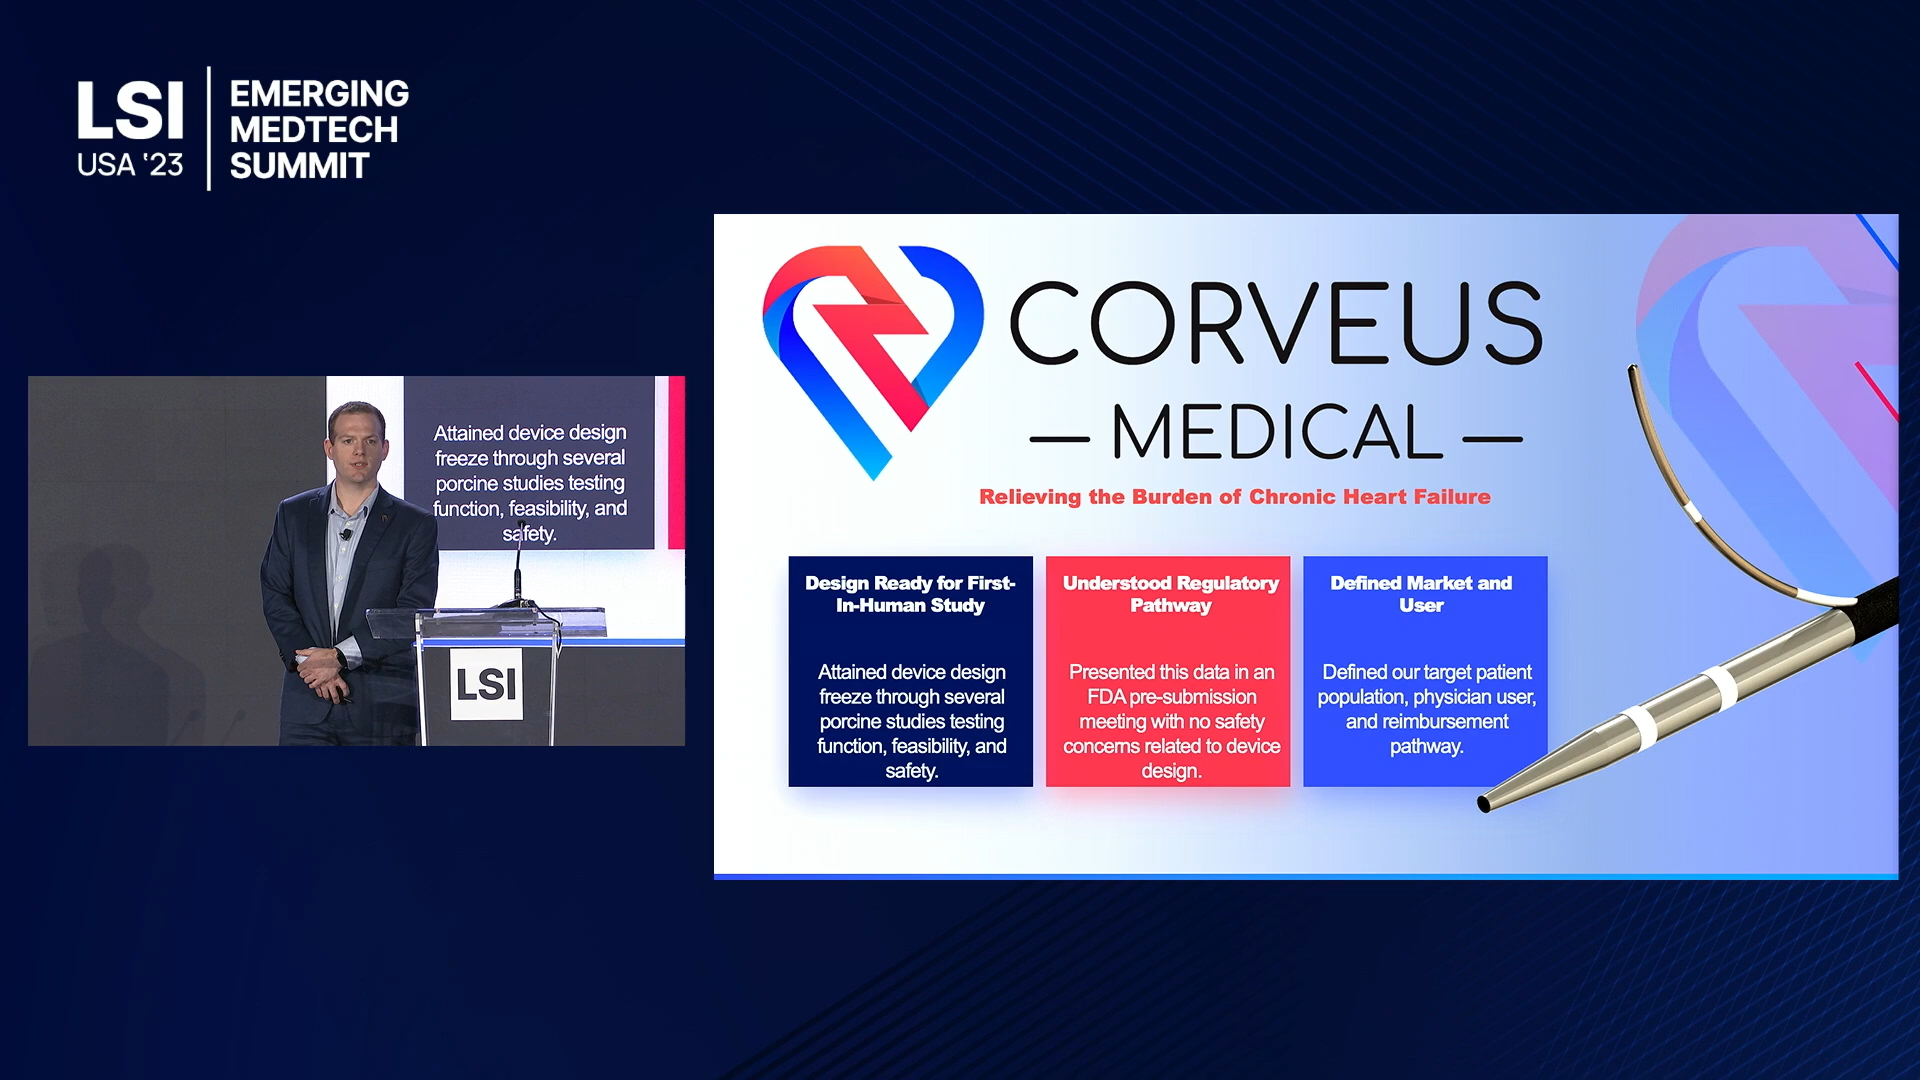 LSI
USA '23
EMERGING
MEDTECH
SUMMIT
Attained device design
freeze through several
porcine studies testing
function, feasibility, and
safety.
LSI
CORVEUS
— MEDICAL —
Relieving the Burden of Chronic Heart Failure
Design Ready for First-
In-Human Study
Attained device design
freeze through several
porcine studies testing
function, feasibility, and
safety.
Understood Regulatory
Pathway
Presented this data in an
FDA pre-submission
meeting with no safety
concerns related to device
design.
Defined Market and
User
Defined our target patient
population, physician user,
and reimbursement
pathway.